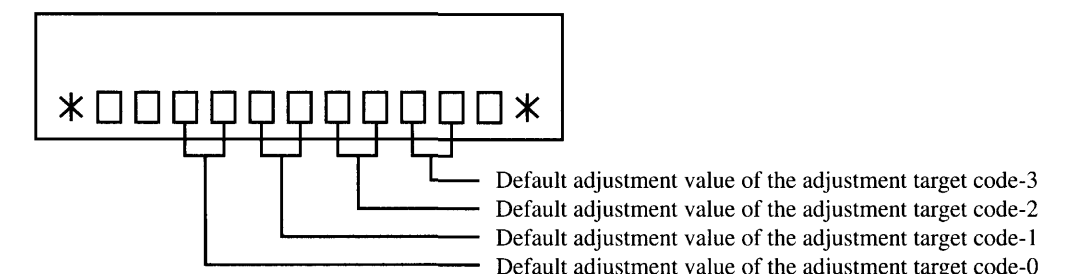 *□□□□□□□□□□□*
Default adjustment value of the adjustment target code-3
Default adjustment value of the adjustment target code-2
Default adjustment value of the adjustment target code-1
Default adjustment value of the adjustment target code-0